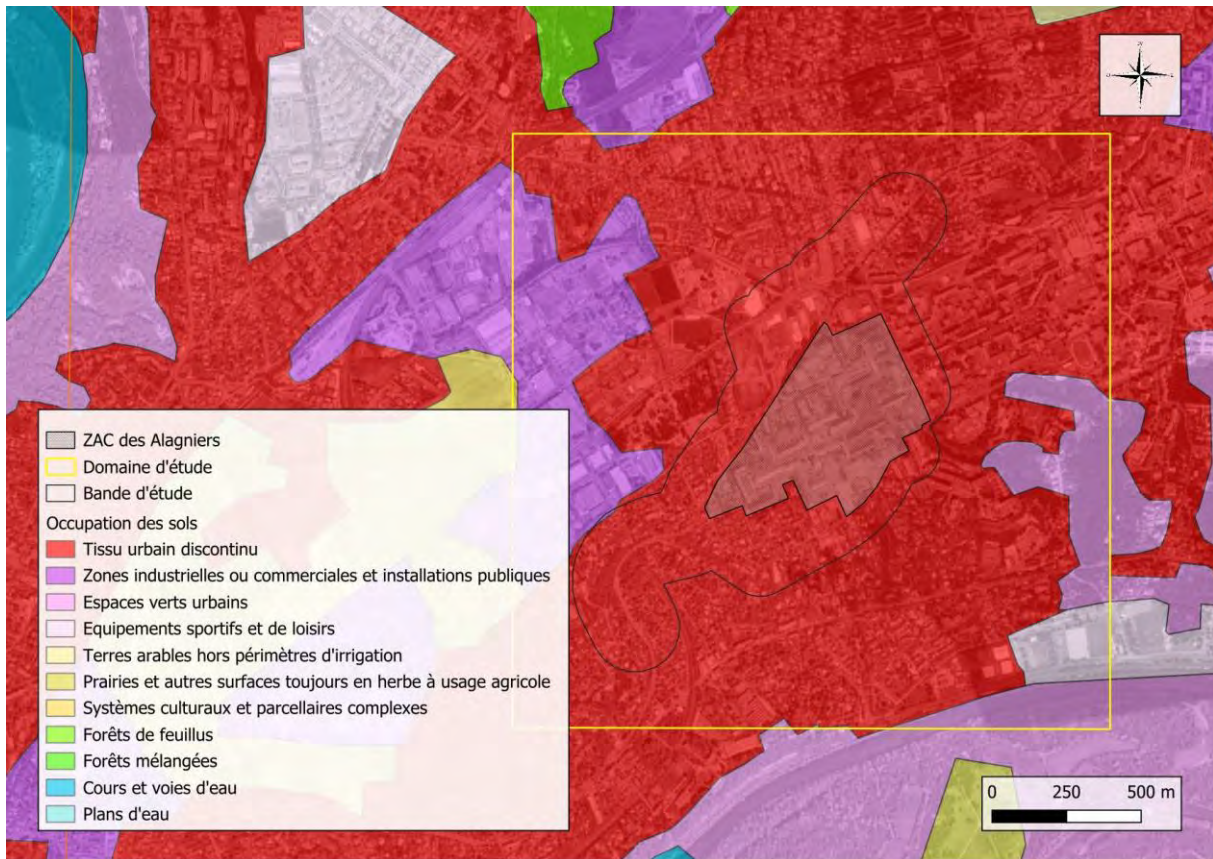 ZAC des Alagniers
Domaine d'étude
Bande d'étude
Occupation des sols
Tissu urbain discontinu
Zones industrielles ou commerciales et installations publiques
Espaces verts urbains
Equipements sportifs et de loisirs
Terres arables hors périmètres d'irrigation
Prairies et autres surfaces toujours en herbe à usage agricole
Systèmes culturaux et parcellaires complexes
Forêts de feuillus
Forêts mélangées
Cours et voies d'eau
Plans d'eau
0 250 500 m